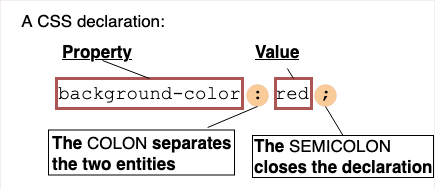 A CSS declaration:
Property Value
background-color : red ;
The COLON separates
the two entities
The SEMICOLON
closes the declaration